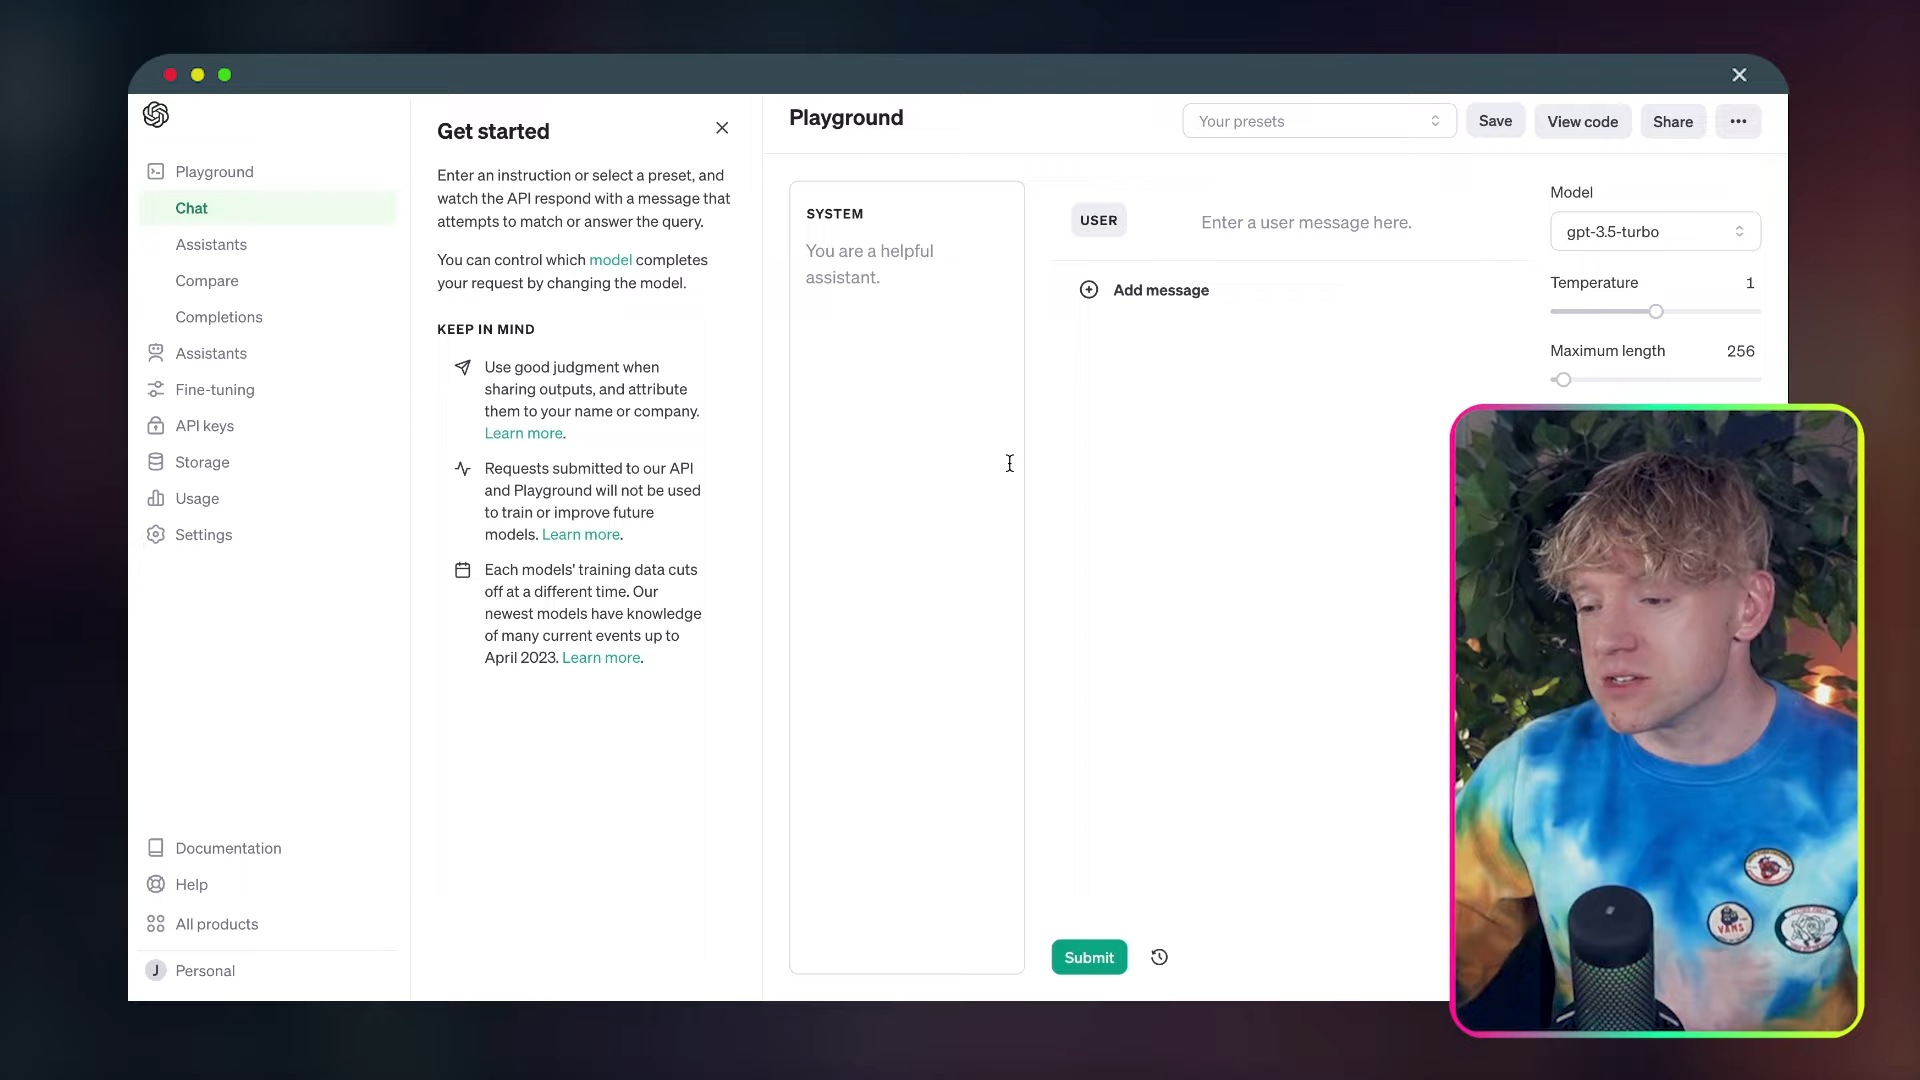 Playground
Chat
Assistants
Compare
Completions
Assistants
Fine-tuning
API keys
Storage
Usage
Settings
Documentation
Help
All products
J Personal
Get started
Enter an instruction or select a preset, and
watch the API respond with a message that
attempts to match or answer the query.
You can control which model completes
your request by changing the model.
KEEP IN MIND
Use good judgment when
sharing outputs, and attribute
them to your name or company.
Learn more.
Requests submitted to our API
and Playground will not be used
to train or improve future
models. Learn more.
Each models' training data cuts
off at a different time. Our
newest models have knowledge
of many current events up to
April 2023. Learn more.
Playground
Your presets
Save
View code
Share
SYSTEM
You are a helpful
assistant.
USER
Enter a user message here.
Add message
Submit
Model
gpt-3.5-turbo
Temperature 1
Maximum length 256
VANS